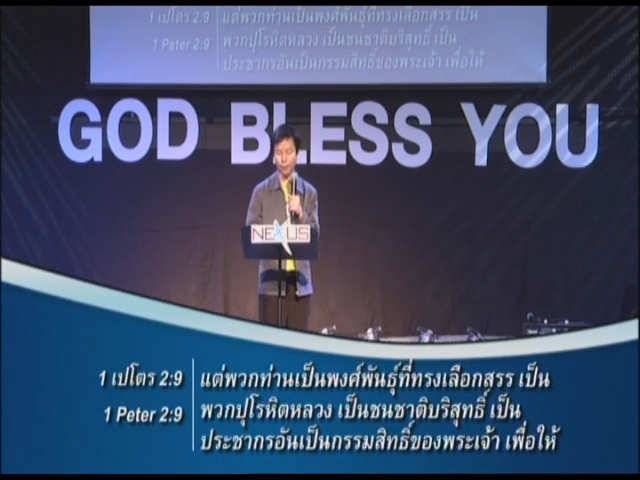 1 เปโตร 2:9
1 Peter 2:9
แต่พวกท่านเป็นพงศ์พันธุ์ที่ทรงเลือกสรร เป็น
พวกปุโรหิตหลวง เป็นชนชาติบริสุทธิ์ เป็น
ประชากรอันเป็นกรรมสิทธิ์ของพระเจ้า เพื่อให้
GOD BLESS YOU
NEXUS
1 เปโตร 2:9
1 Peter 2:9
แต่พวกท่านเป็นพงศ์พันธุ์ที่ทรงเลือกสรร เป็น
พวกปุโรหิตหลวง เป็นชนชาติบริสุทธิ์ เป็น
ประชากรอันเป็นกรรมสิทธิ์ของพระเจ้า เพื่อให้